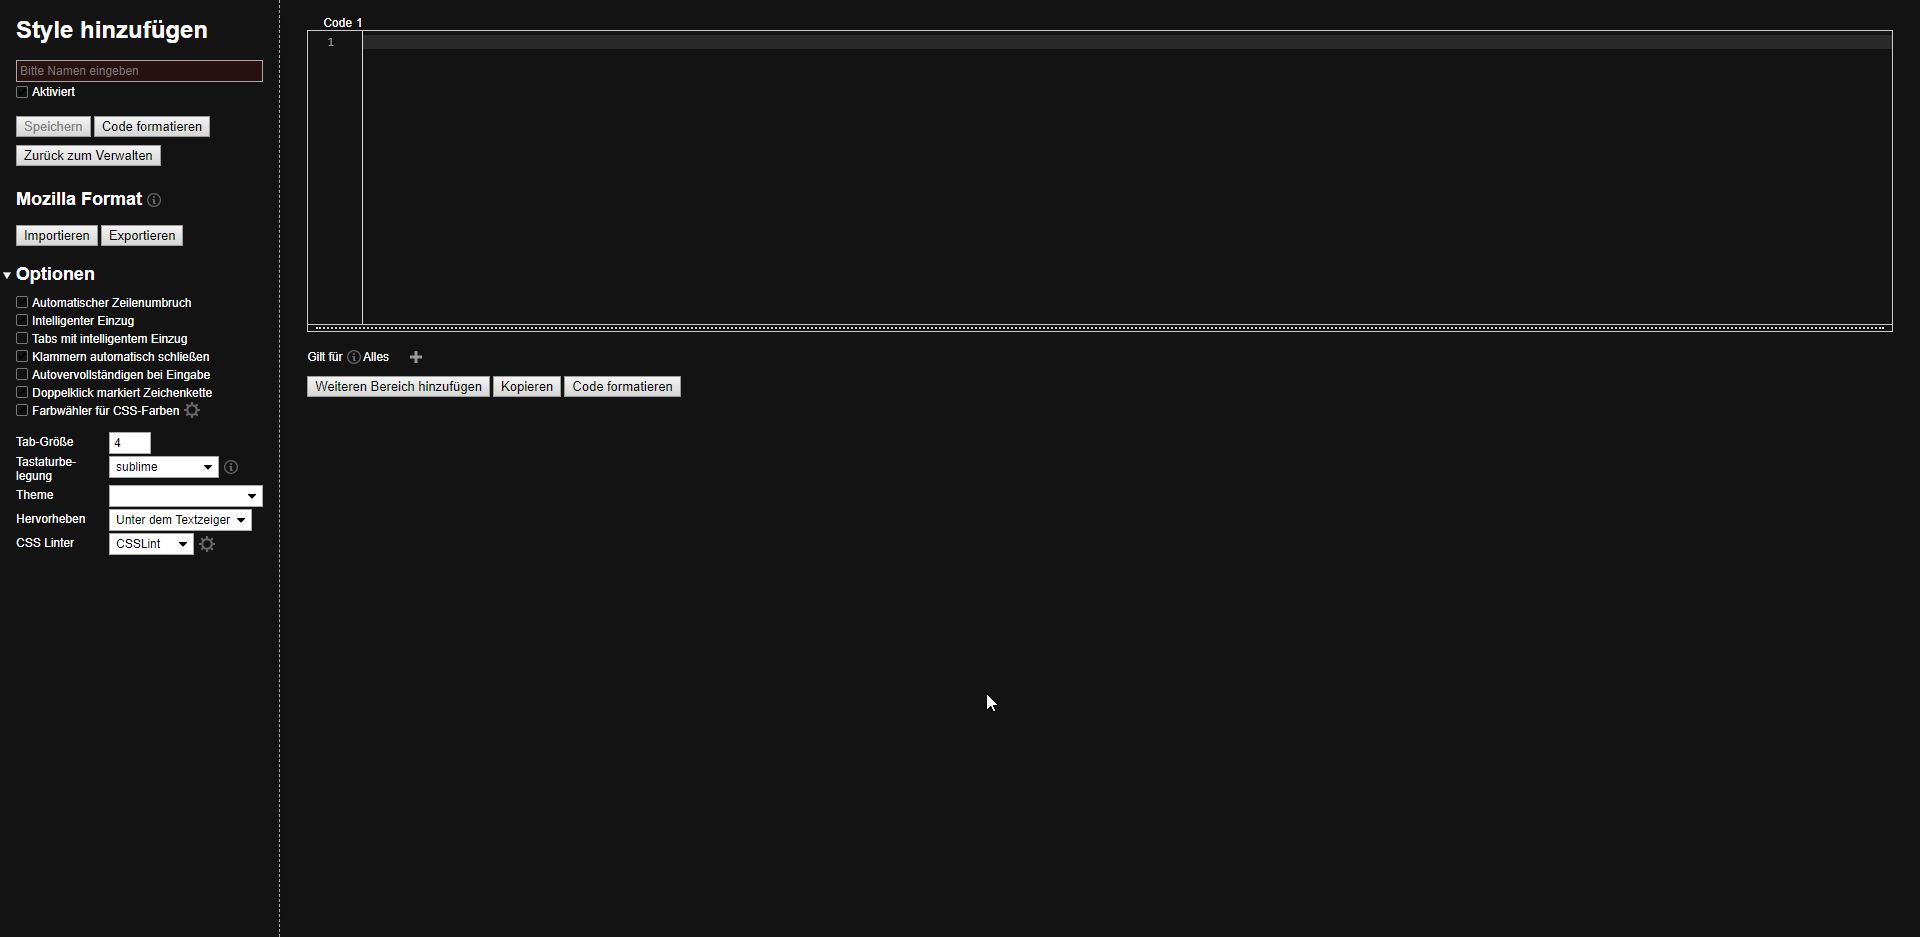 Style hinzufügen
Bitte Namen eingeben
Aktiviert
Speichern Code formatieren
Zurück zum Verwalten
Mozilla Format
Importieren Exportieren
Optionen
Automatischer Zeilenumbruch
Intelligenter Einzug
Tabs mit intelligentem Einzug
Klammern automatisch schließen
Autovervollständigen bei Eingabe
Doppelklick markiert Zeichenkette
Farbwähler für CSS-Farben
Tab-Größe 4
Tastaturbe-
legung sublime
Theme
Hervorheben Unter dem Textzeiger
CSS Linter CSSLint
Code 1
1
Gilt für Alles
Weiteren Bereich hinzufügen Kopieren Code formatieren